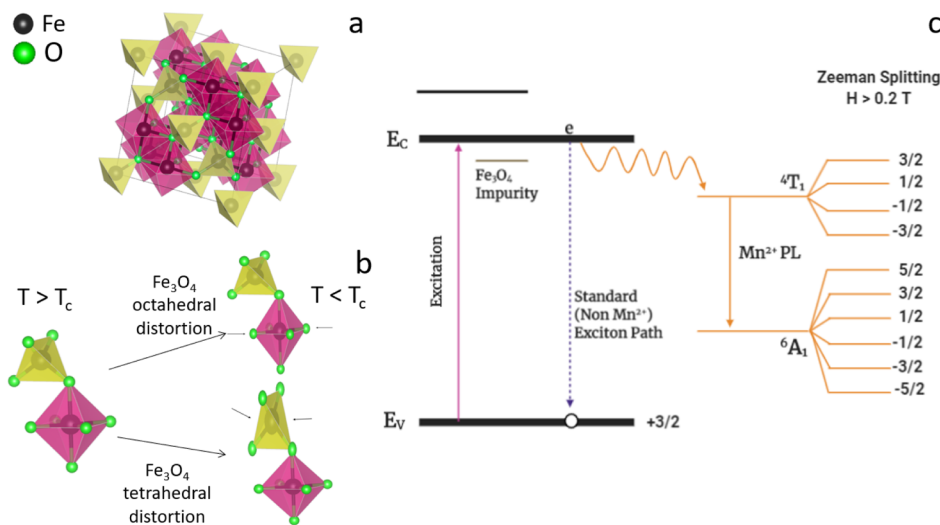 Fe
O
a
b
T > Tc
Fe₃O₄
octahedral
distortion
T < Tc
Fe₃O₄
tetrahedral
distortion
c
Zeeman Splitting
H > 0.2 T
EC
e
Fe₃O₄
Impurity
Excitation
Standard
(Non Mn²⁺)
Exciton Path
EV
+3/2
⁴T₁
Mn²⁺ PL
⁶A₁
3/2
1/2
-1/2
-3/2
5/2
3/2
1/2
-1/2
-3/2
-5/2